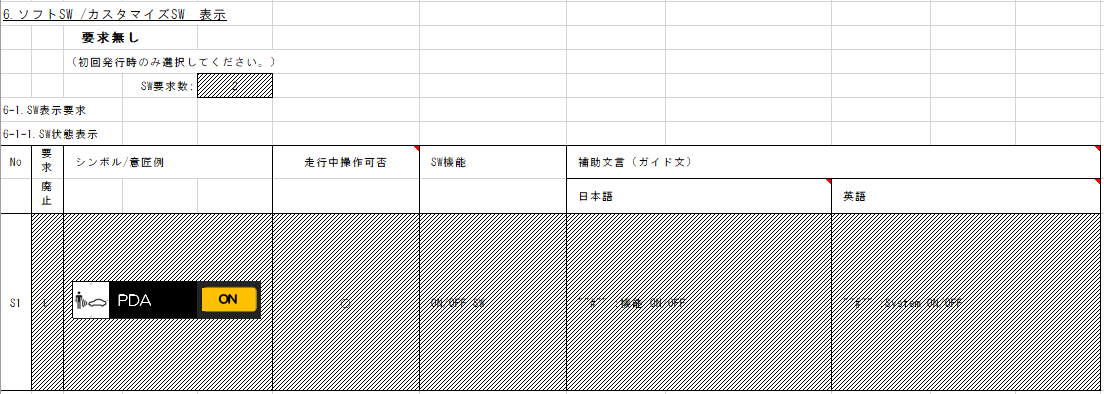 6.ソフトSW /カスタマイズSW 表示
要求無し
(初回発行時のみ選択してください。)
SW要求数: 2
6-1.SW表示要求
6-1-1.SW状態表示
No 要求 シンボル/意匠例 走行中操作可否 SW機能 補助文言(ガイド文)
廃止 日本語 英語
S1 PDA ON ○ ON/OFF SW 機能 ON/OFF System ON/OFF